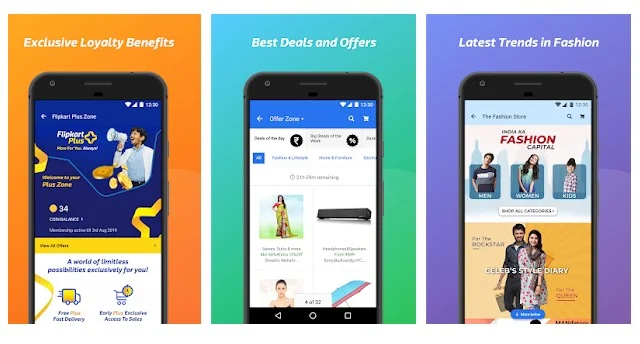 Exclusive Loyalty Benefits
12:30
Flipkart Plus Zone
Flipkart
Plus
More For You. Always!
Welcome to your
Plus Zone
34
COIN BALANCE >
Membership active till 3rd Aug 2019
View All Offers
A world of limitless
possibilities exclusively for you!
Free Plus
Fast Delivery
Early Plus Exclusive
Access To Sales
Best Deals and Offers
12:30
Offer Zone
Deals of the day
Big Deals of the
Week
All
Fashion & Lifestyle
Home & Furniture
21h 09m remaining
Sarees, Suits & more
4 of 32
Latest Trends in Fashion
12:30
The Fashion Store
INDIA KA
FASHION
CAPITAL
MEN
WOMEN
KIDS
SHOP ALL CATEGORIES >
For The
ROCKSTAR
CELEB'S STYLE DIARY
For The
QUEEN
More below